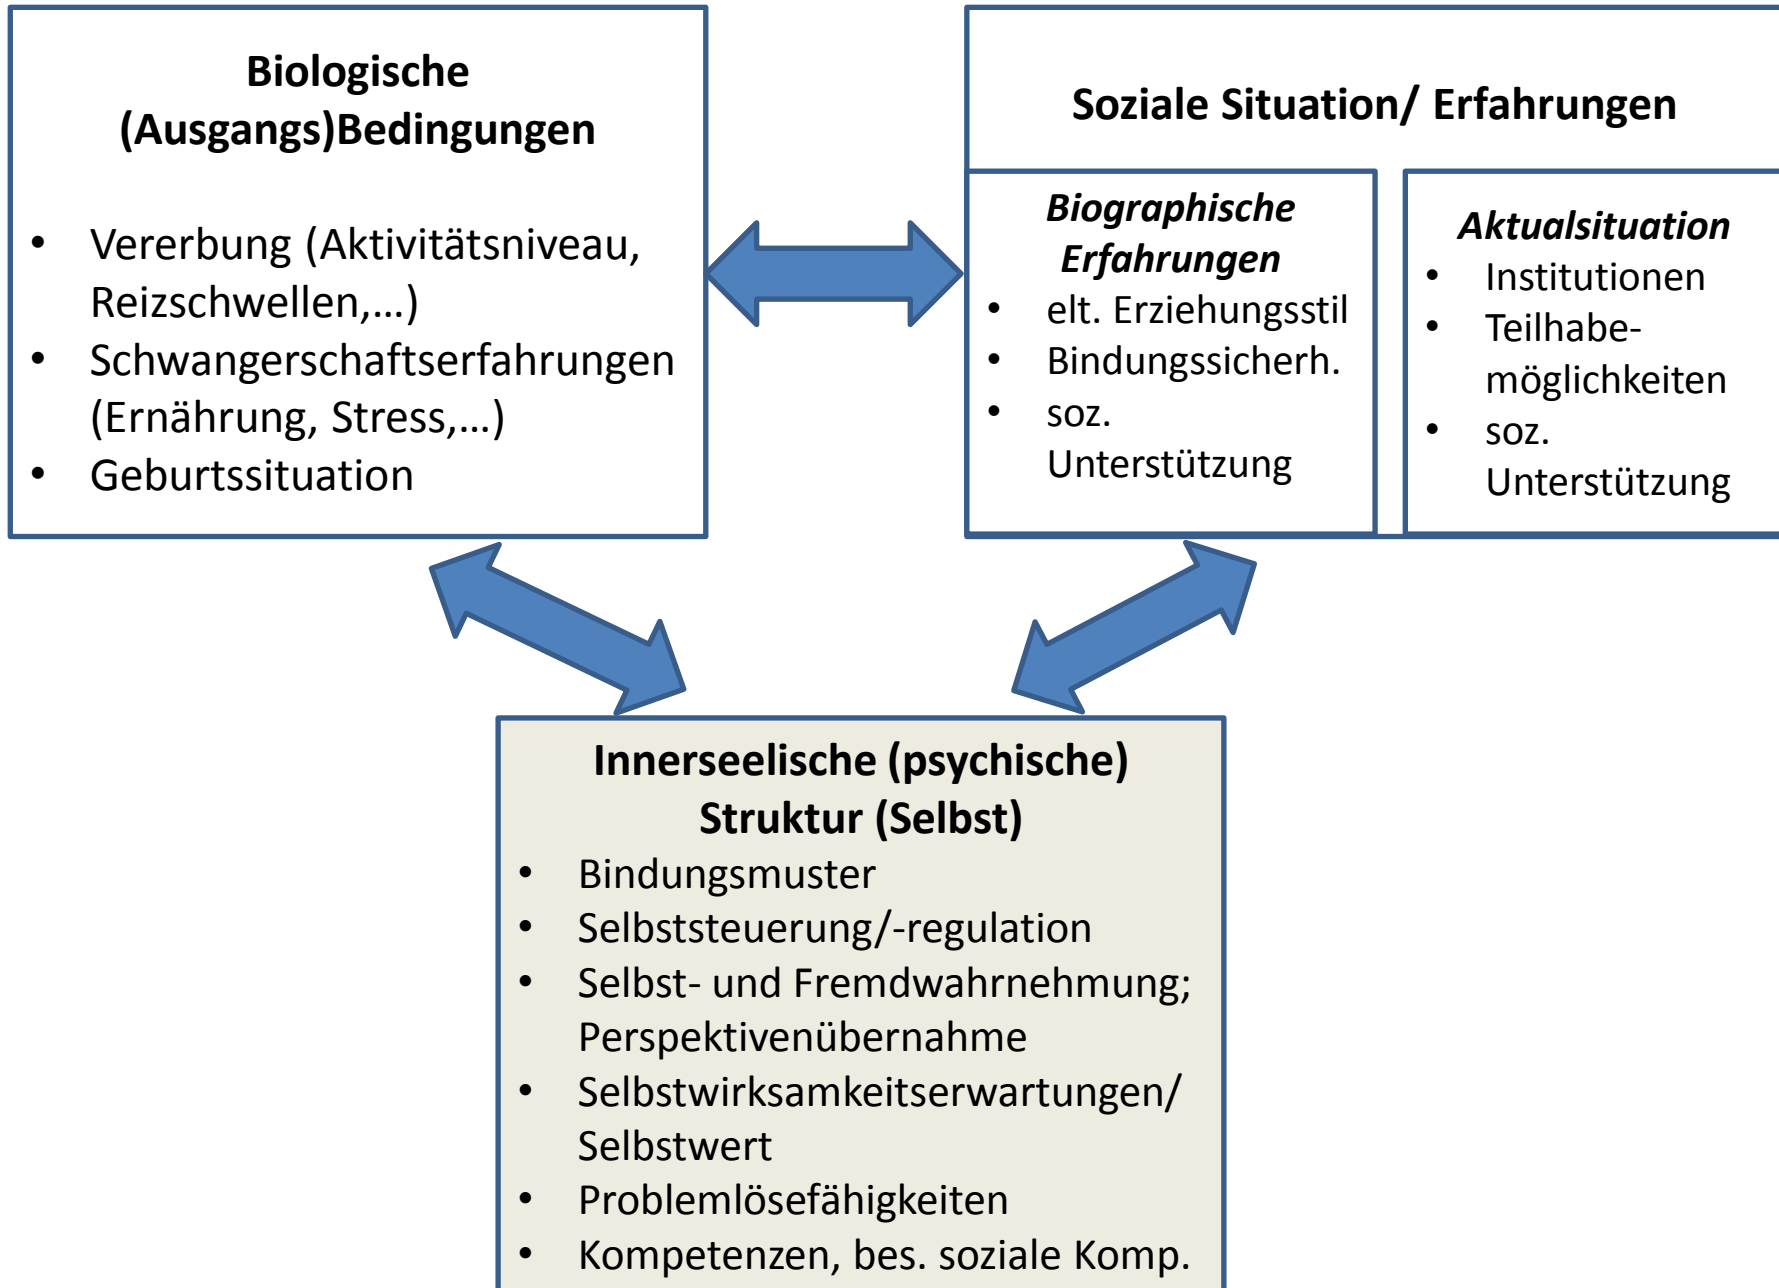 Biologische
(Ausgangs)Bedingungen
• Vererbung (Aktivitätsniveau,
Reizschwellen,…)
• Schwangerschaftserfahrungen
(Ernährung, Stress,…)
• Geburtssituation
Soziale Situation/ Erfahrungen
Biographische
Erfahrungen
• elt. Erziehungsstil
• Bindungssicherh.
• soz.
Unterstützung
Aktualsituation
• Institutionen
• Teilhabe-
möglichkeiten
• soz.
Unterstützung
Innerseelische (psychische)
Struktur (Selbst)
• Bindungsmuster
• Selbststeuerung/-regulation
• Selbst- und Fremdwahrnehmung;
Perspektivenübernahme
• Selbstwirksamkeitserwartungen/
Selbstwert
• Problemlösefähigkeiten
• Kompetenzen, bes. soziale Komp.